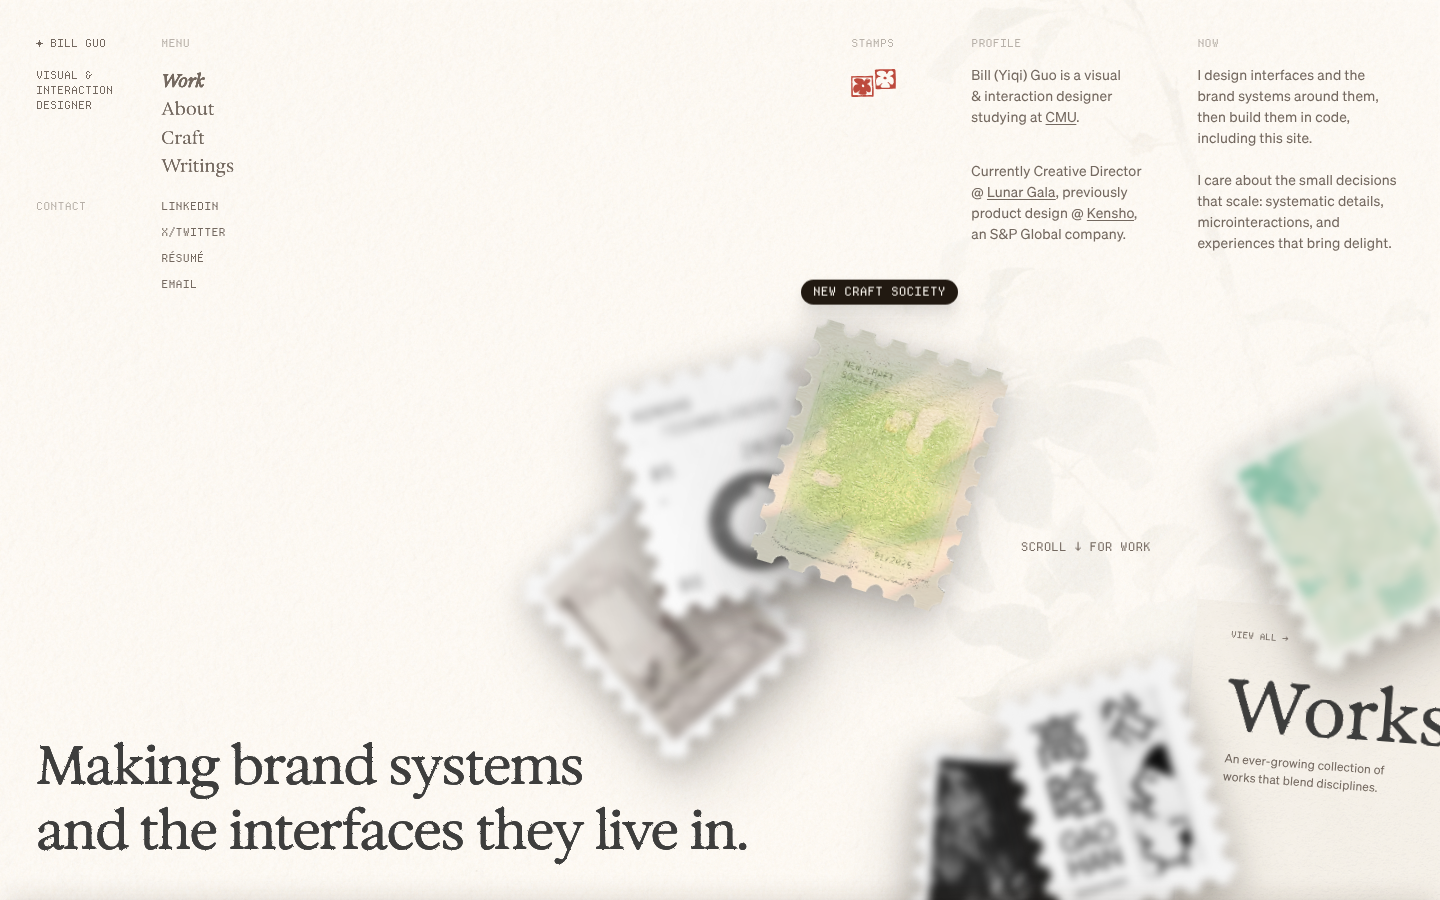 ✦ BILL GUO
VISUAL &
INTERACTION
DESIGNER
MENU
Work
About
Craft
Writings
CONTACT
LINKEDIN
X/TWITTER
RÉSUMÉ
EMAIL
STAMPS
PROFILE
Bill (Yiqi) Guo is a visual
& interaction designer
studying at CMU.
Currently Creative Director
@ Lunar Gala, previously
product design @ Kensho,
an S&P Global company.
NOW
I design interfaces and the
brand systems around them,
then build them in code,
including this site.
I care about the small decisions
that scale: systematic details,
microinteractions, and
experiences that bring delight.
NEW CRAFT SOCIETY
NEW CRAFT
SOCIETY
SCROLL ↓ FOR WORK
VIEW ALL →
Works
An ever-growing collection of
works that blend disciplines.
GAO
HAN
Making brand systems
and the interfaces they live in.